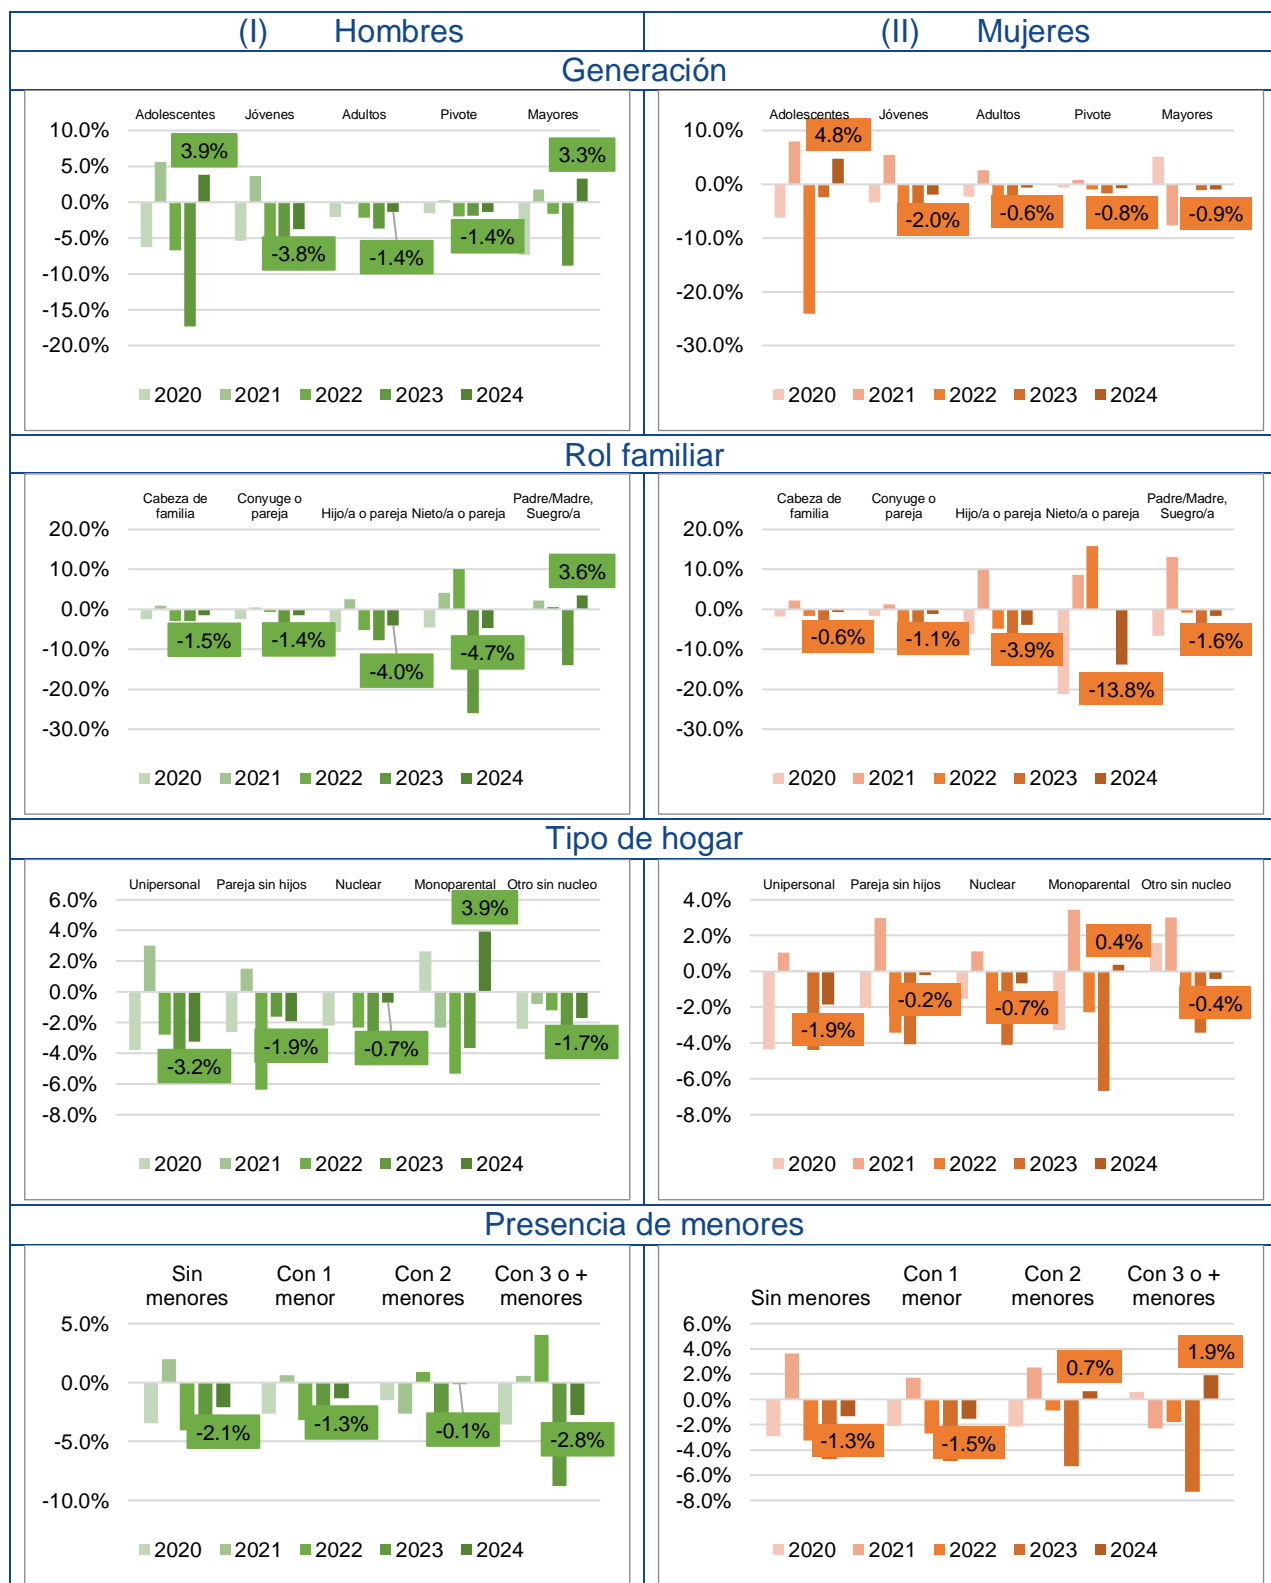 (I) Hombres
(II) Mujeres
Generación
Adolescentes Jóvenes Adultos Pivote Mayores
10.0%
5.0%
0.0%
-5.0%
-10.0%
-15.0%
-20.0%
3.9%
-3.8%
-1.4%
-1.4%
3.3%
2020 2021 2022 2023 2024
Adolescentes Jóvenes Adultos Pivote Mayores
10.0%
0.0%
-10.0%
-20.0%
-30.0%
4.8%
-2.0%
-0.6%
-0.8%
-0.9%
2020 2021 2022 2023 2024
Rol familiar
Cabeza de familia
Conyuge o pareja
Hijo/a o pareja
Nieto/a o pareja
Padre/Madre, Suegro/a
20.0%
10.0%
0.0%
-10.0%
-20.0%
-30.0%
-1.5%
-1.4%
-4.0%
-4.7%
3.6%
2020 2021 2022 2023 2024
Cabeza de familia
Conyuge o pareja
Hijo/a o pareja
Nieto/a o pareja
Padre/Madre, Suegro/a
20.0%
10.0%
0.0%
-10.0%
-20.0%
-30.0%
-0.6%
-1.1%
-3.9%
-13.8%
-1.6%
2020 2021 2022 2023 2024
Tipo de hogar
Unipersonal Pareja sin hijos Nuclear Monoparental Otro sin nucleo
6.0%
4.0%
2.0%
0.0%
-2.0%
-4.0%
-6.0%
-8.0%
-3.2%
-1.9%
-0.7%
3.9%
-1.7%
2020 2021 2022 2023 2024
Unipersonal Pareja sin hijos Nuclear Monoparental Otro sin nucleo
4.0%
2.0%
0.0%
-2.0%
-4.0%
-6.0%
-8.0%
-1.9%
-0.2%
-0.7%
0.4%
-0.4%
2020 2021 2022 2023 2024
Presencia de menores
Sin menores
Con 1 menor
Con 2 menores
Con 3 o + menores
5.0%
0.0%
-5.0%
-10.0%
-2.1%
-1.3%
-0.1%
-2.8%
2020 2021 2022 2023 2024
Sin menores
Con 1 menor
Con 2 menores
Con 3 o + menores
6.0%
4.0%
2.0%
0.0%
-2.0%
-4.0%
-6.0%
-8.0%
-1.3%
-1.5%
0.7%
1.9%
2020 2021 2022 2023 2024